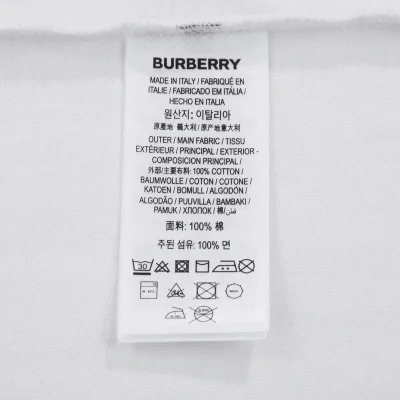 BURBERRY
MADE IN ITALY / FABRIQUÉ EN
ITALIE / FABRICADO EM ITÁLIA /
HECHO EN ITALIA
원산지: 이탈리아
原產地 義大利 / 原产地意大利
OUTER / MAIN FABRIC / TISSU
EXTÉRIEUR / PRINCIPAL / EXTERIOR -
COMPOSICIÓN PRINCIPAL /
外部/主要布料: 100% COTTON /
BAUMWOLLE / COTON / COTONE /
KATOEN / BOMULL / ALGODÓN /
ALGODÃO / PUUVILLA / BAMBAKI /
PAMUK / ХЛОПОК / 棉/ قطن /
面料: 100% 棉
주된 섬유: 100% 면
30